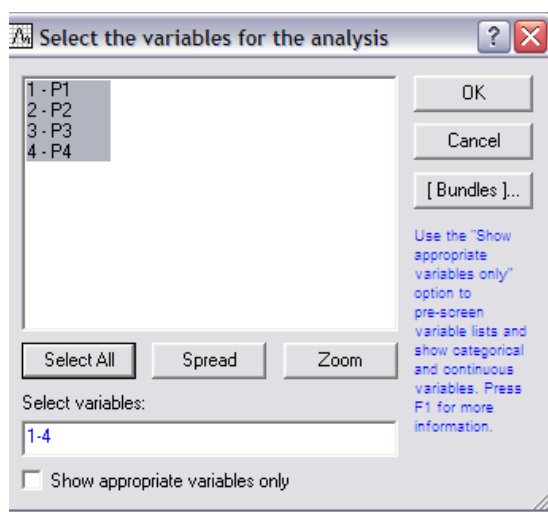 Select the variables for the analysis
1 - P1
2 - P2
3 - P3
4 - P4
OK
Cancel
[ Bundles ]...
Use the "Show
appropriate
variables only"
option to
pre-screen
variable lists and
show categorical
and continuous
variables. Press
F1 for more
information.
Select All
Spread
Zoom
Select variables:
1-4
Show appropriate variables only